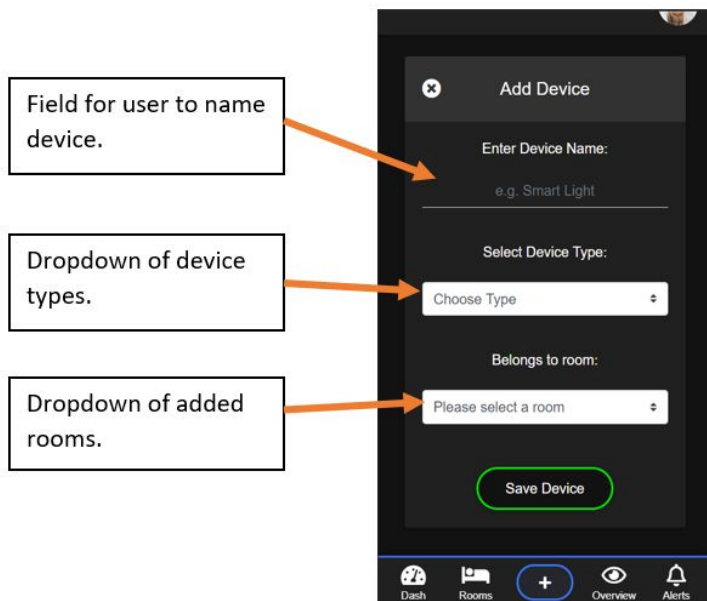 Field for user to name
device.
Dropdown of device
types.
Dropdown of added
rooms.
Add Device
Enter Device Name:
e.g. Smart Light
Select Device Type:
Choose Type
Belongs to room:
Please select a room
Save Device
Dash
Rooms
+
Overview
Alerts